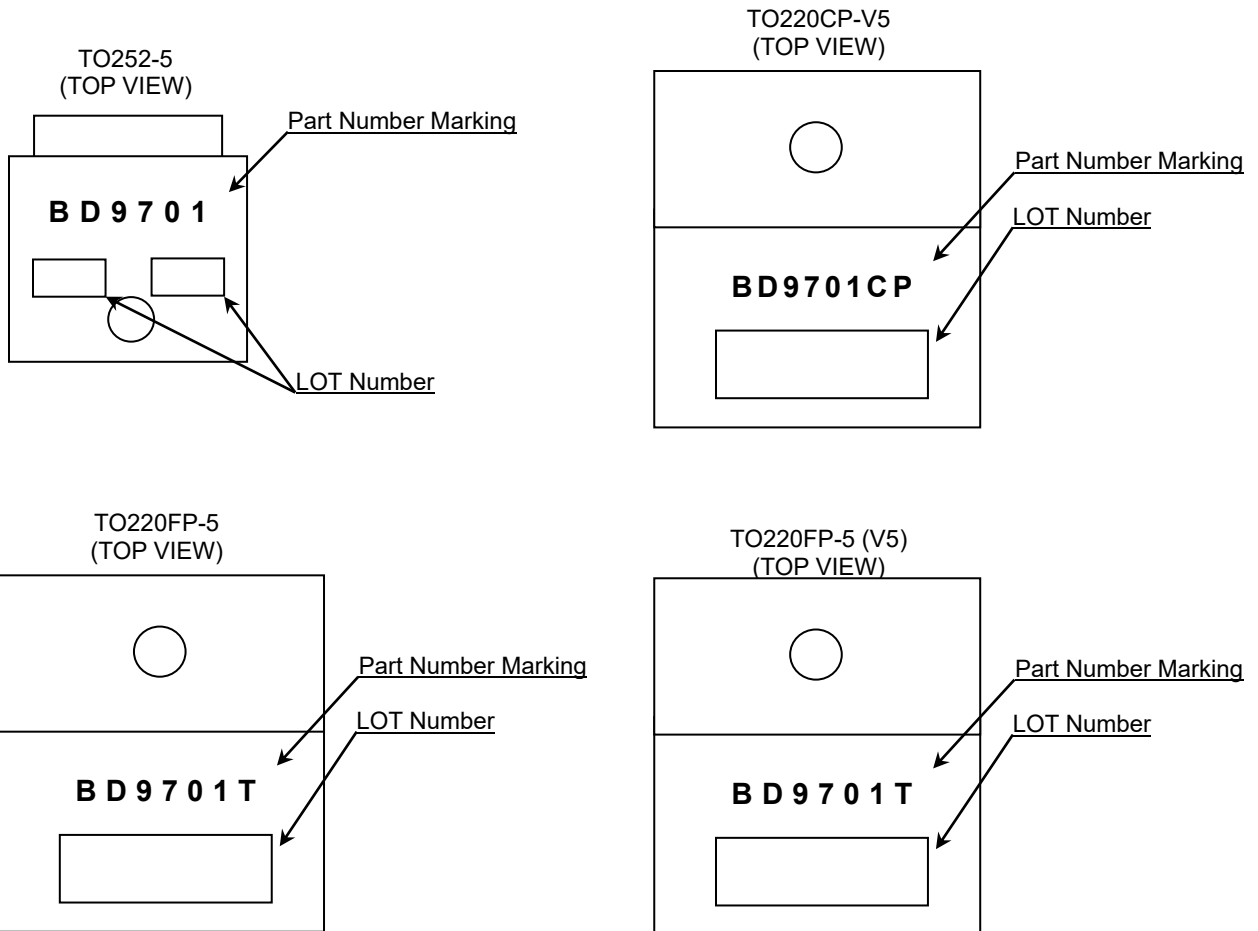 TO252-5
(TOP VIEW)
Part Number Marking
BD9701
LOT Number
TO220CP-V5
(TOP VIEW)
Part Number Marking
LOT Number
BD9701CP
TO220FP-5
(TOP VIEW)
Part Number Marking
LOT Number
BD9701T
TO220FP-5 (V5)
(TOP VIEW)
Part Number Marking
LOT Number
BD9701T